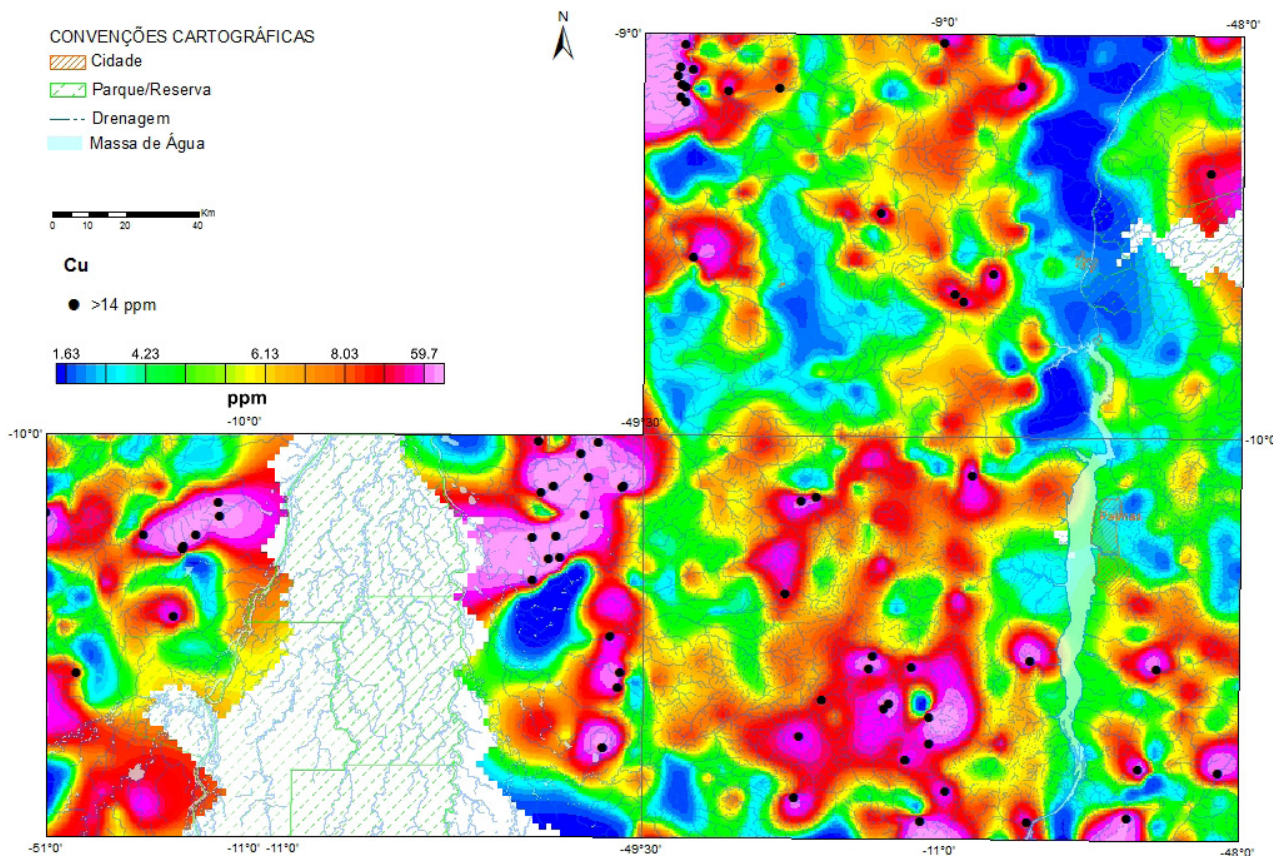 N
CONVENÇÕES CARTOGRÁFICAS
Cidade
Parque/Reserva
Drenagem
Massa de Água
Km
0 10 20 40
Cu
>14 ppm
1.63 4.23 6.13 8.03 59.7
ppm
-9°0' -9°0' -48°0'
-10°0' -10°0' -49°30' -10°0'
Palmas
-51°0' -11°0' -11°0' -49°30' -11°0' -48°0'